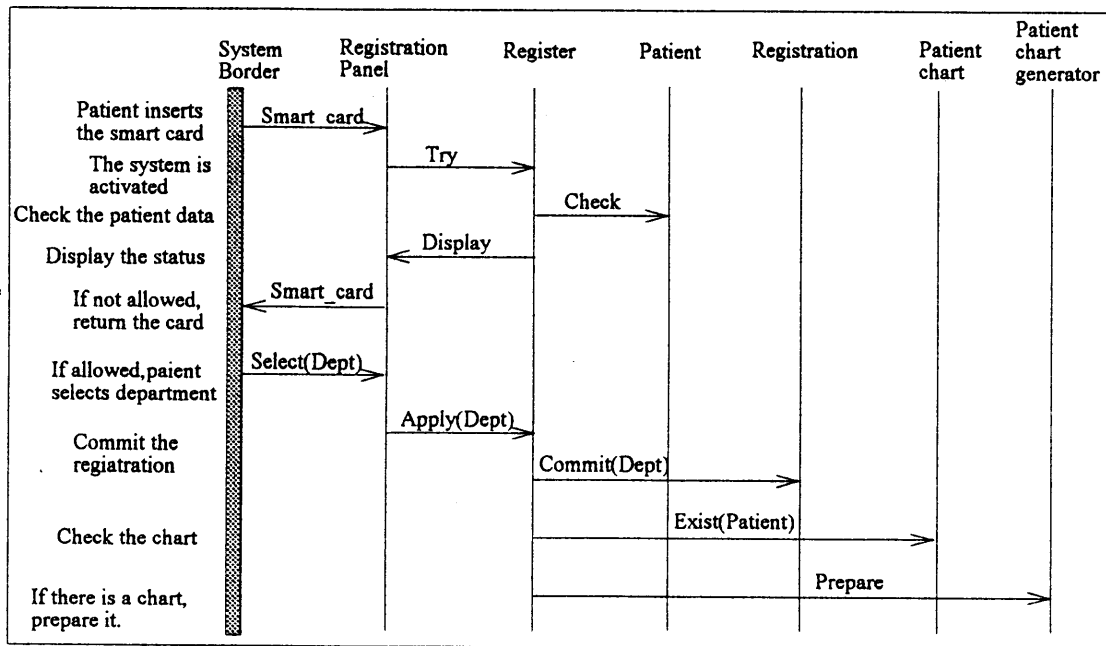 System
Border
Registration
Panel
Register
Patient
Registration
Patient
chart
Patient
chart
generator
Patient inserts
the smart card
Smart_card
The system is
activated
Try
Check the patient data
Check
Display the status
Display
If not allowed,
return the card
Smart_card
If allowed,paient
selects department
Select(Dept)
Apply(Dept)
Commit the
regiatration
Commit(Dept)
Check the chart
Exist(Patient)
If there is a chart,
prepare it.
Prepare